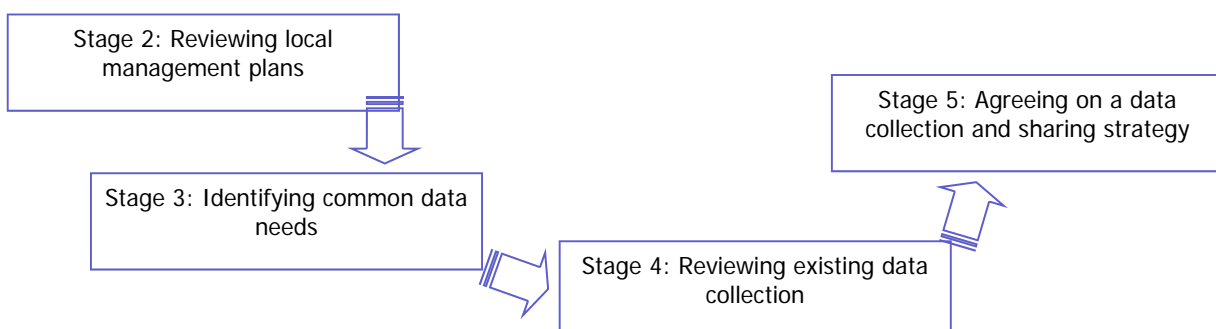 Stage 2: Reviewing local
management plans
Stage 3: Identifying common data
needs
Stage 4: Reviewing existing data
collection
Stage 5: Agreeing on a data
collection and sharing strategy